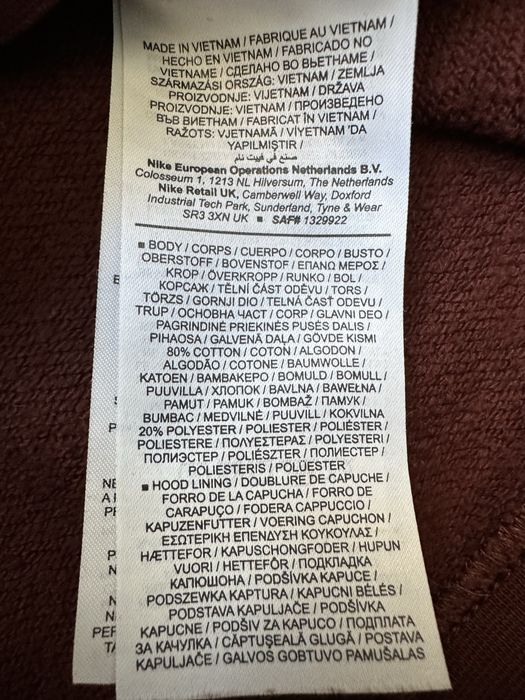 MADE IN VIETNAM / FABRIQUE AU VIETNAM /
HECHO EN VIETNAM / FABRICADO NO
VIETNAME / СДЕЛАНО ВО ВЬЕТНАМЕ /
SZÁRMAZÁSI ORSZÁG: VIETNAM / ZEMLJA
PROIZVODNJE: VIJETNAM / DRŽAVA
PROIZVODNJE: VIETNAM / ПРОИЗВЕДЕНО
ВЪВ ВИЕТНАМ / FABRICAT ÎN VIETNAM /
RAŽOTS: VJETNAMĀ / VİYETNAM 'DA
YAPILMIŞTIR /
صنع في فييت نام
Nike European Operations Netherlands B.V.
Colosseum 1, 1213 NL Hilversum, The Netherlands
Nike Retail UK, Camberwell Way, Doxford
Industrial Tech Park, Sunderland, Tyne & Wear
SR3 3XN UK ■ SAF# 1329922
■ BODY / CORPS / CUERPO / CORPO / BUSTO /
OBERSTOFF / BOVENSTOF / ΕΠΑΝΩ ΜΕΡΟΣ /
KROP / ÖVERKROPP / RUNKO / BOL /
КОРСАЖ / TĚLNÍ ČÁST ODĚVU / TORS /
TÖRZS / GORNJI DIO / TELNÁ ČASŤ ODEVU /
TRUP / ОСНОВНА ЧАСТ / CORP / GLAVNI DEO /
PAGRINDINĖ PRIEKINĖS PUSĖS DALIS /
PIHAOSA / GALVENĀ DAĻA / GÖVDE KISMI
80% COTTON / COTON / ALGODON /
ALGODÃO / COTONE / BAUMWOLLE /
KATOEN / ΒΑΜΒΑΚΕΡΟ / BOMULD / BOMULL /
PUUVILLA / ХЛОПОК / BAVLNA / BAWEŁNA /
PAMUT / PAMUK / BOMBAŽ / ПАМУК /
BUMBAC / MEDVILNĖ / PUUVILL / KOKVILNA
20% POLYESTER / POLIESTER / POLIÉSTER /
POLIESTERE / ΠΟΛΥΕΣΤΕΡΑΣ / POLYESTERI /
ПОЛИЭСТЕР / POLIÉSZTER / ПОЛИЕСТЕР /
POLIESTERIS / POLÜESTER
■ HOOD LINING / DOUBLURE DE CAPUCHE /
FORRO DE LA CAPUCHA / FORRO DE
CARAPUÇO / FODERA CAPPUCCIO /
KAPUZENFUTTER / VOERING CAPUCHON /
ΕΣΩΤΕΡΙΚΗ ΕΠΕΝΔΥΣΗ ΚΟΥΚΟΥΛΑΣ /
HÆTTEFOR / KAPUSCHONGFODER / HUPUN
VUORI / HETTEFÔR / ПОДКЛАДКА
КАПЮШОНА / PODŠÍVKA KAPUCE /
PODSZEWKA KAPTURA / KAPUCNI BÉLÉS /
PODSTAVA KAPULJAČE / PODŠÍVKA
KAPUCNE / PODŠIV ZA KAPUCO / ПОДПЛАТА
ЗА КАЧУЛКА / CĂPTUŞEALĂ GLUGĂ / POSTAVA
KAPULJAČE / GALVOS GOBTUVO PAMUŠALAS